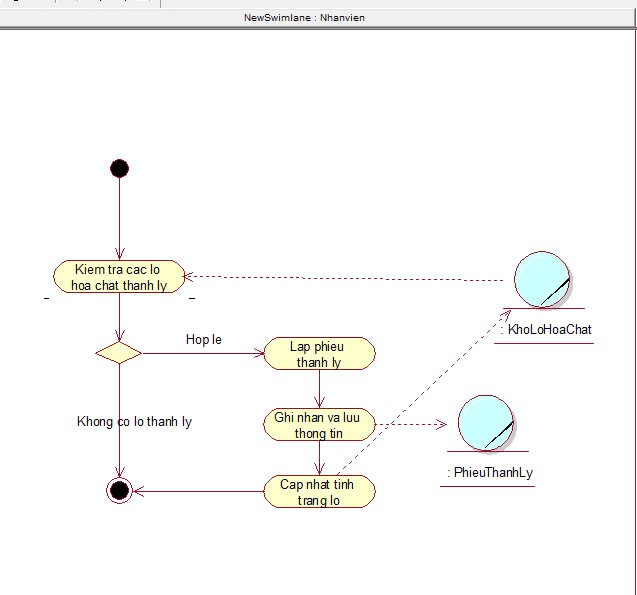 NewSwimlane : Nhanvien
Kiem tra cac lo
hoa chat thanh ly
: KhoLoHoaChat
Hop le
Lap phieu
thanh ly
Khong co lo thanh ly
Ghi nhan va luu
thong tin
: PhieuThanhLy
Cap nhat tinh
trang lo